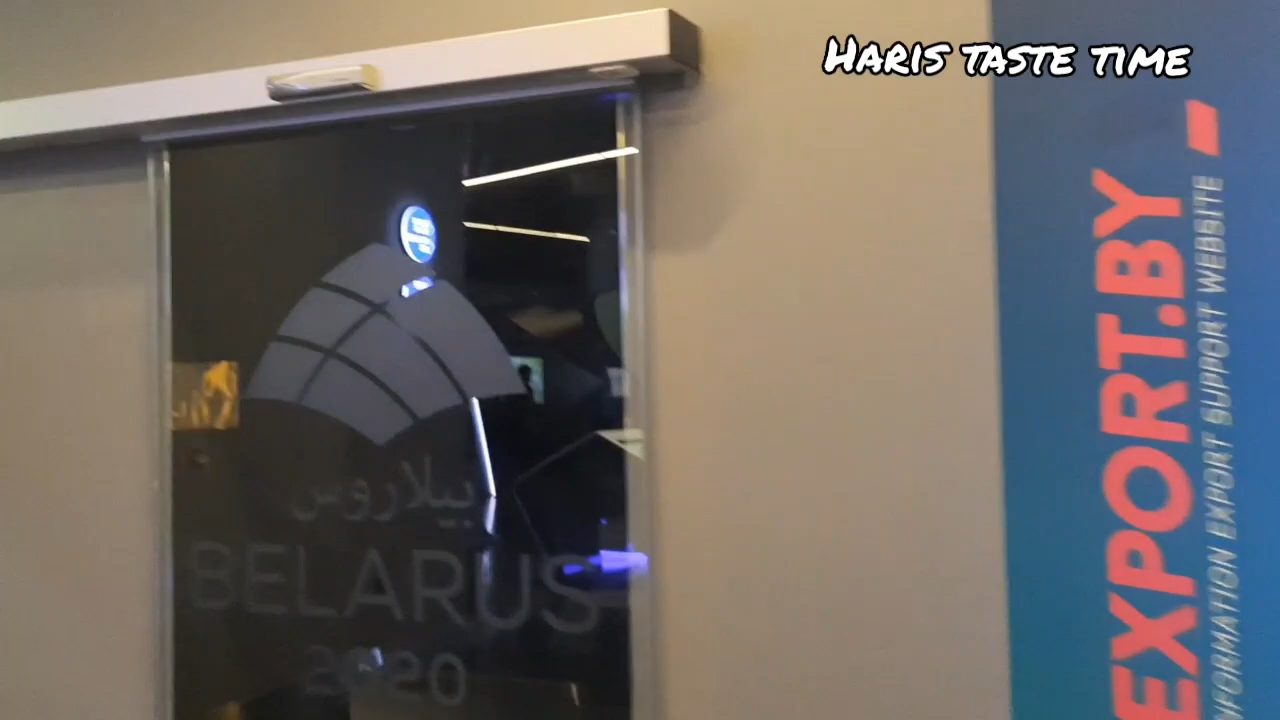 HARIS TASTE TIME
بيلاروس
BELARUS
2020
EXPORT.BY
INFORMATION EXPORT SUPPORT WEBSITE